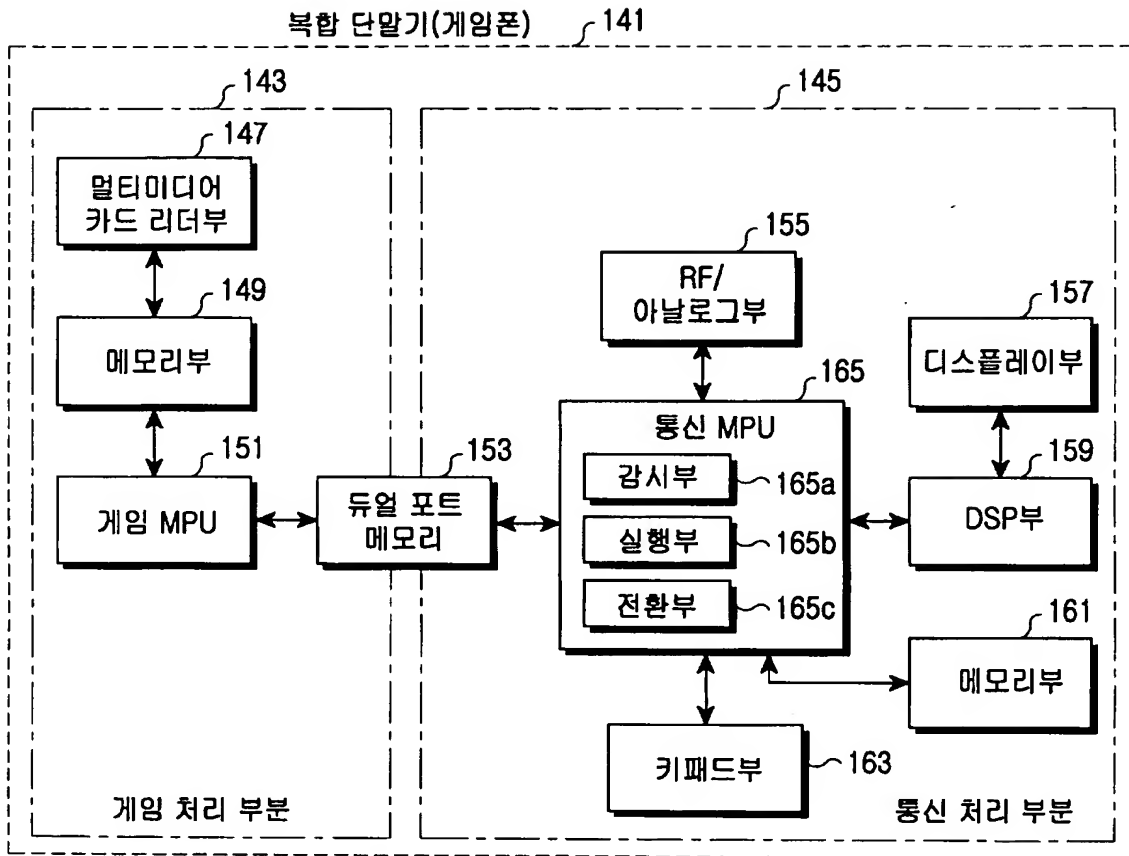 복합 단말기(게임폰)
141
143
145
147
멀티미디어
카드 리더부
149
메모리부
151
게임 MPU
153
듀얼 포트
메모리
155
RF/
아날로그부
157
디스플레이부
165
통신 MPU
감시부
165a
실행부
165b
전환부
165c
159
DSP부
161
메모리부
키패드부
163
게임 처리 부분
통신 처리 부분